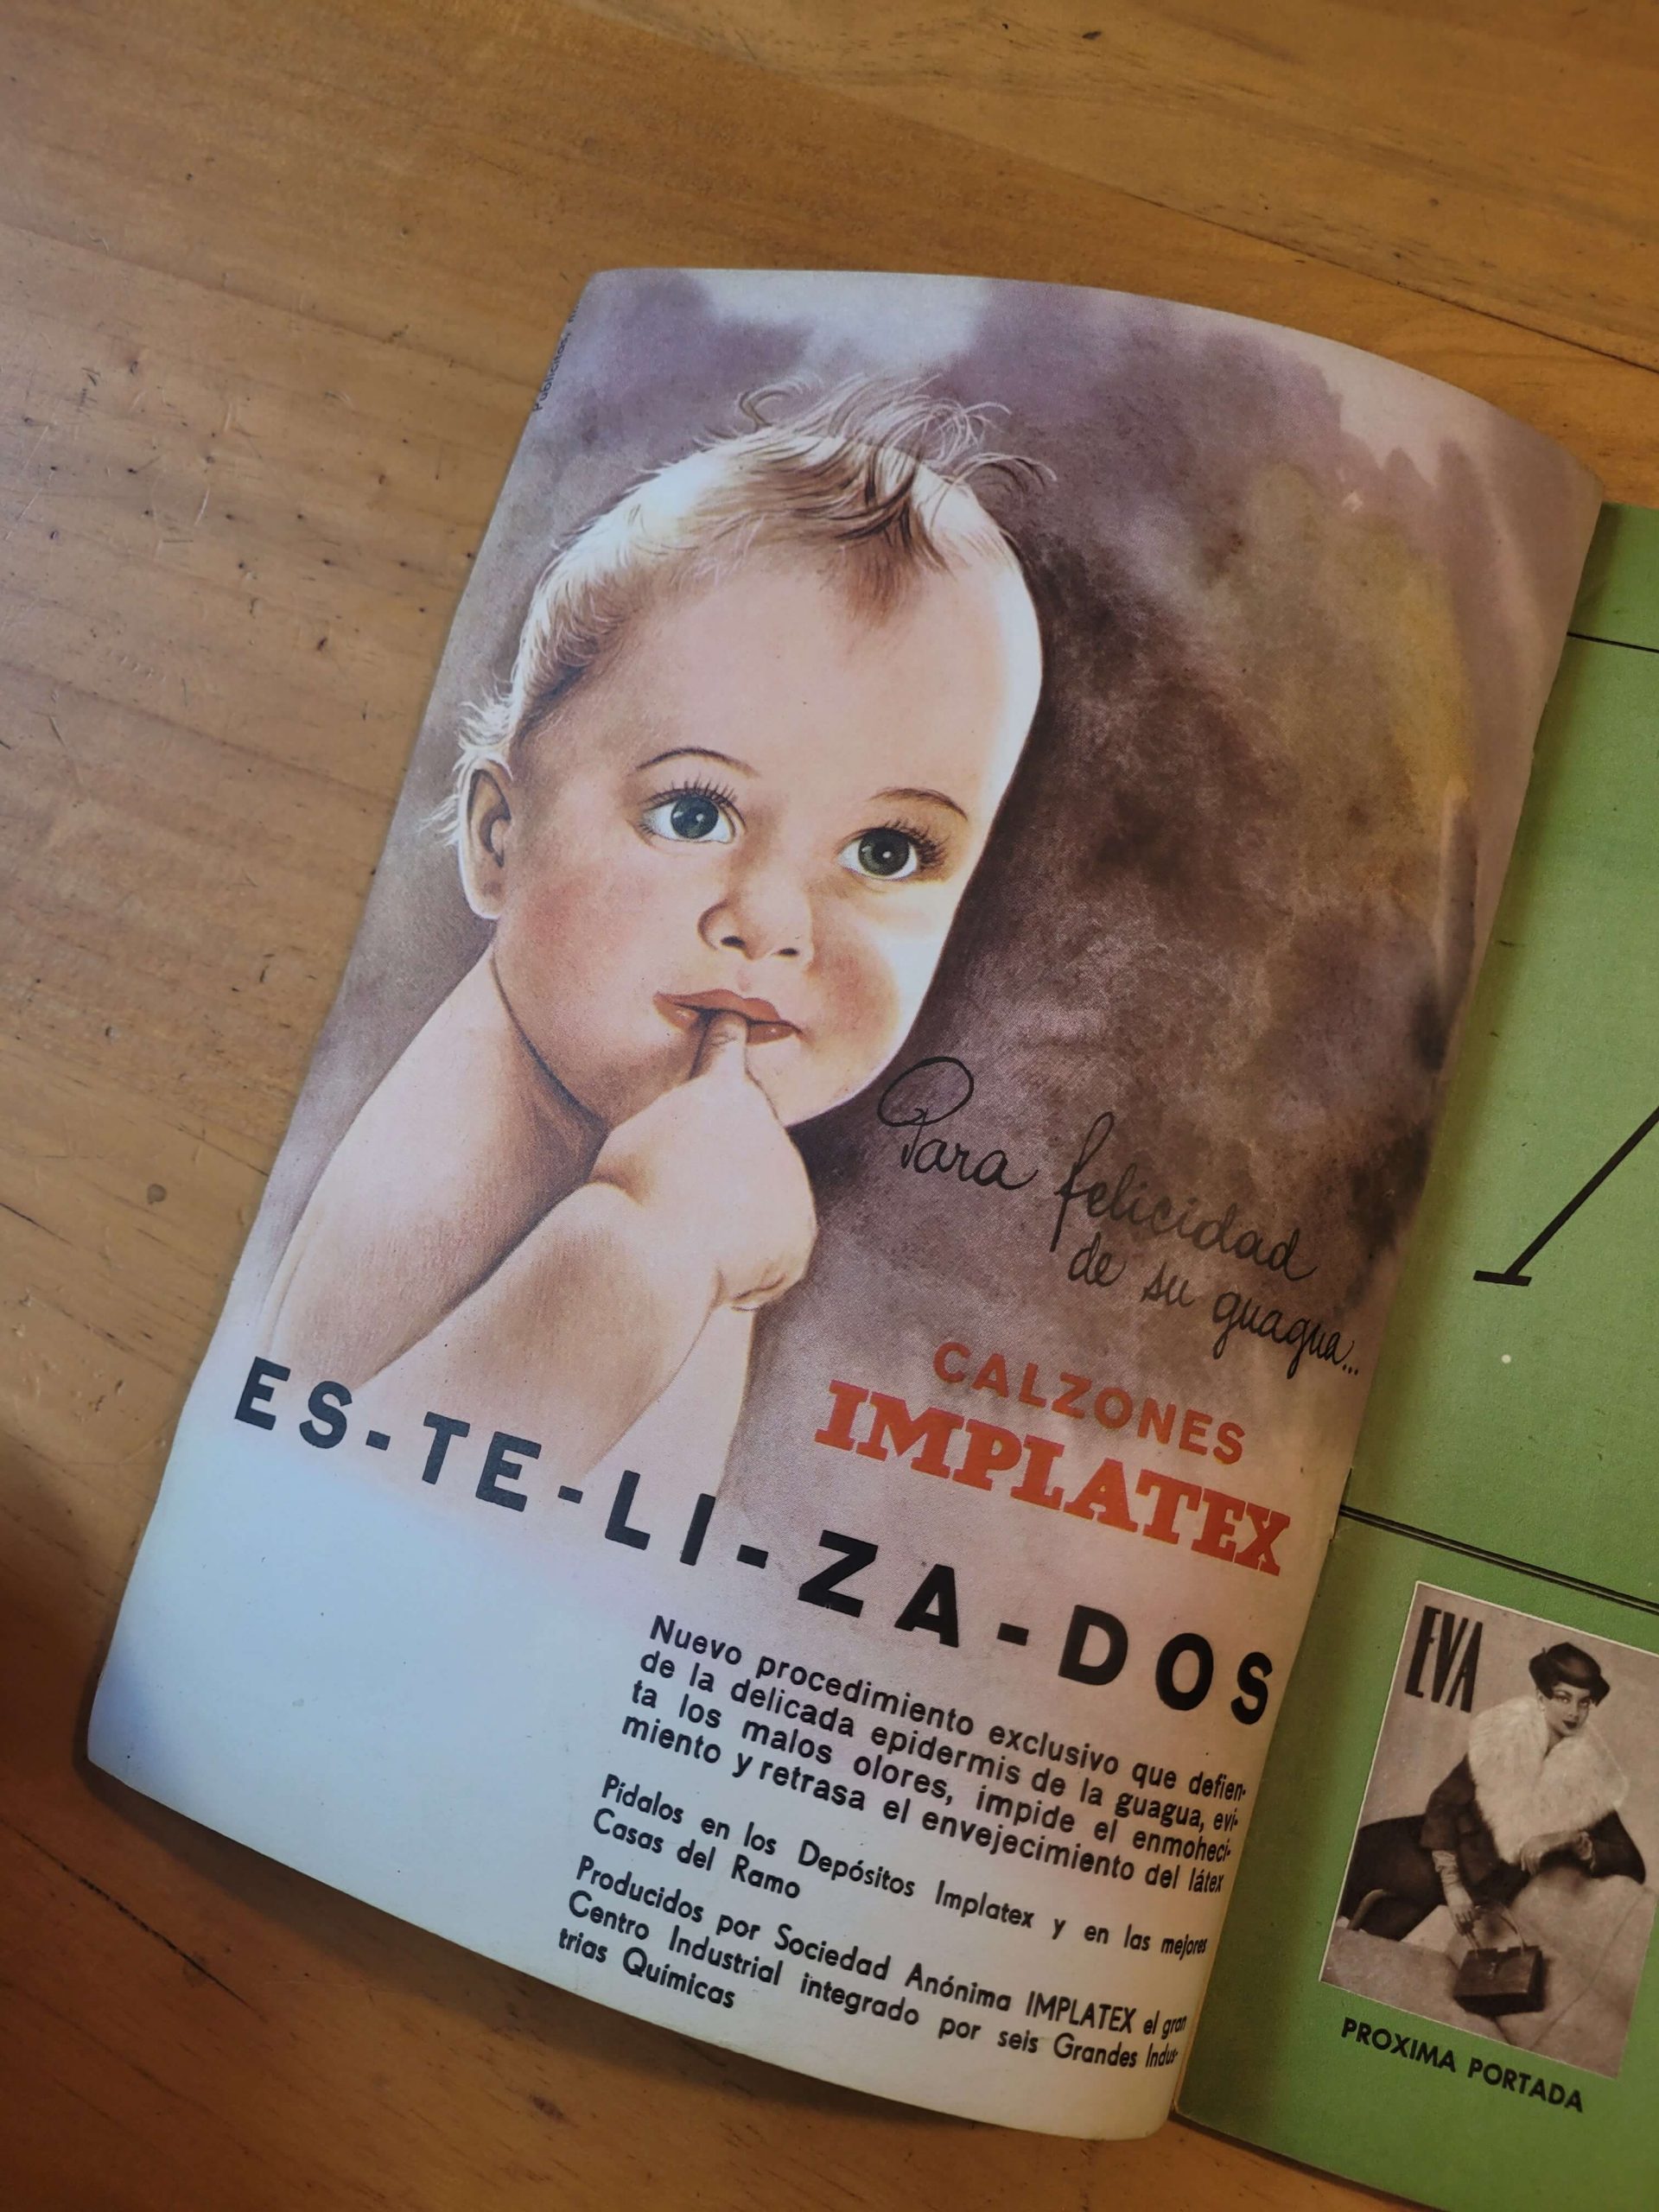 Publicitas,
Para felicidad
de su guagua...
CALZONES
IMPLATEX
ES-TE-LI-ZA-DOS
Nuevo procedimiento exclusivo que defien-
de la delicada epidermis de la guagua, evi-
ta los malos olores, impide el enmoheci-
miento y retrasa el envejecimiento del látex
Pidalos en los Depósitos Implatex y en las mejores
Casas del Ramo
Producidos por Sociedad Anónima IMPLATEX el gran
Centro Industrial integrado por seis Grandes Indus-
trias Químicas
EVA
PROXIMA PORTADA